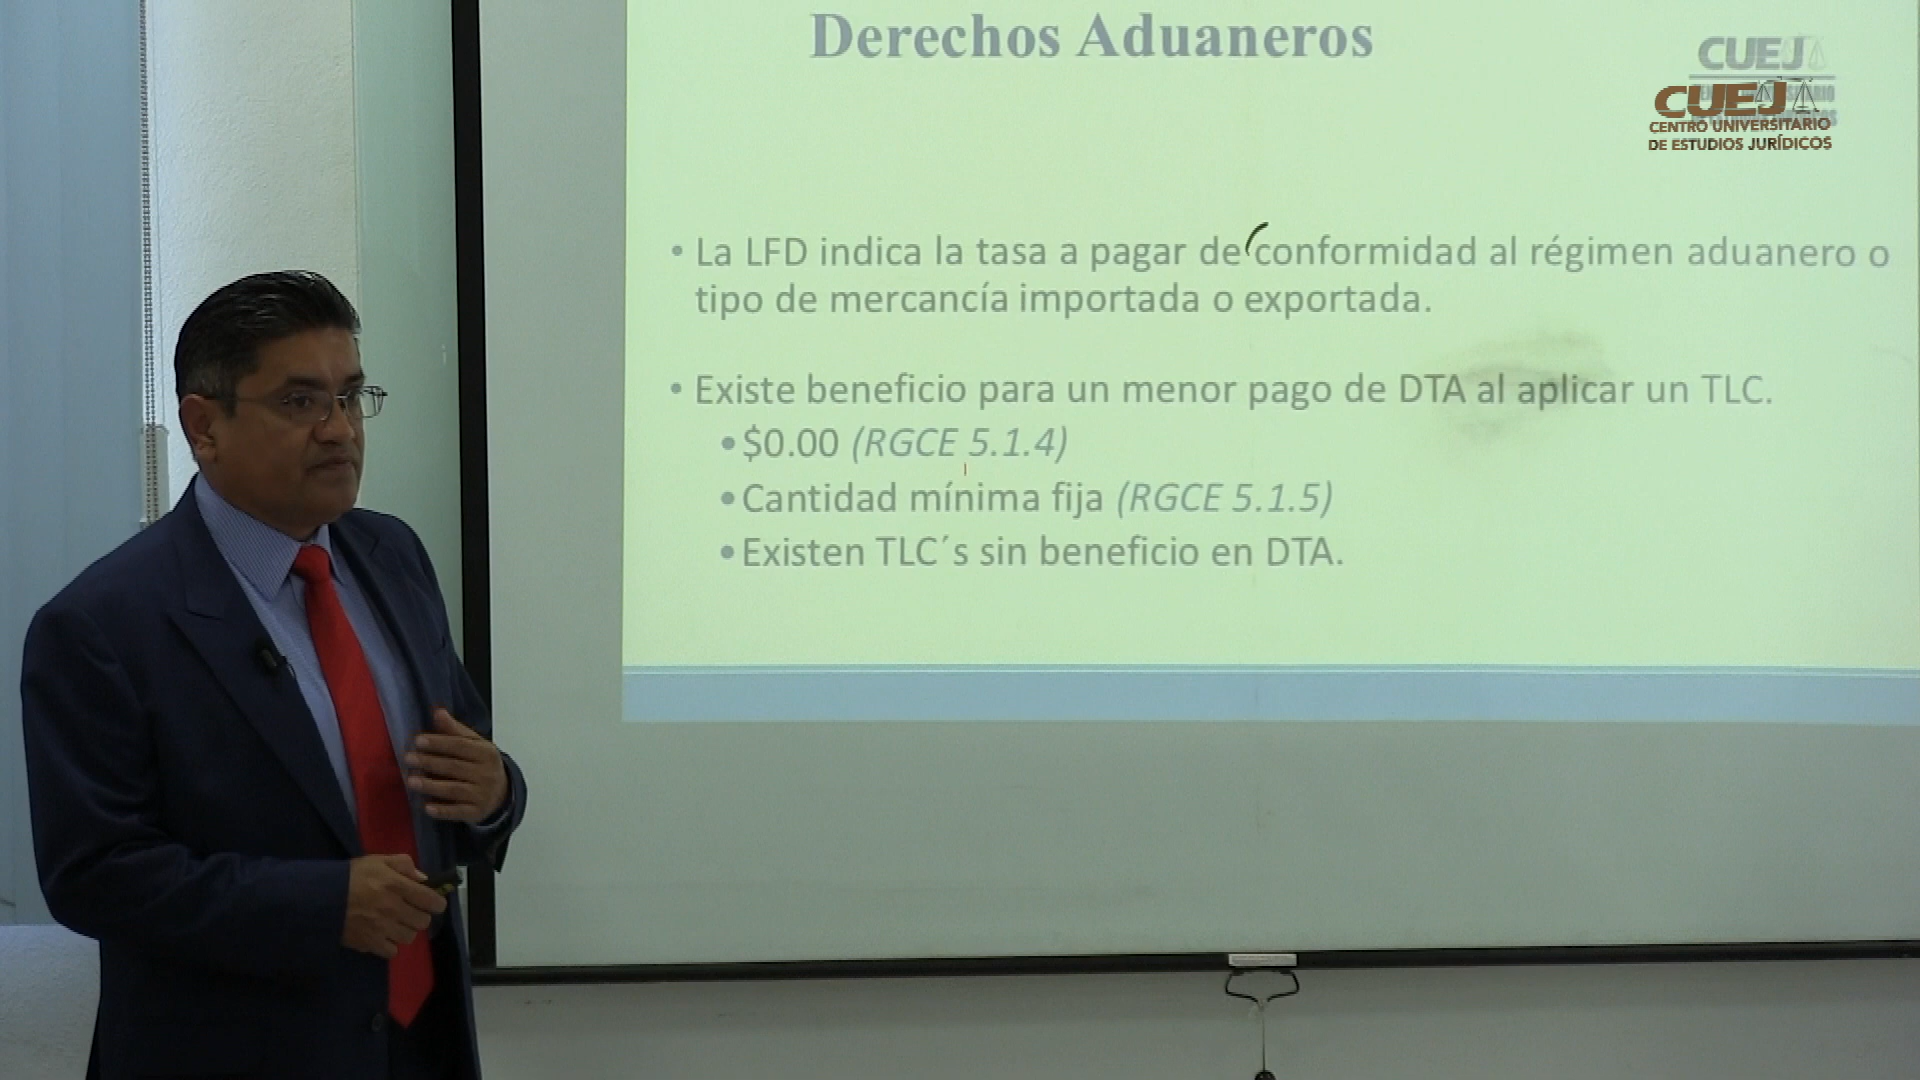 Derechos Aduaneros
CUEJ
CUEJ
CENTRO UNIVERSITARIO
DE ESTUDIOS JURÍDICOS
• La LFD indica la tasa a pagar de conformidad al régimen aduanero o
tipo de mercancía importada o exportada.
• Existe beneficio para un menor pago de DTA al aplicar un TLC.
• $0.00 (RGCE 5.1.4)
• Cantidad mínima fija (RGCE 5.1.5)
• Existen TLC´s sin beneficio en DTA.